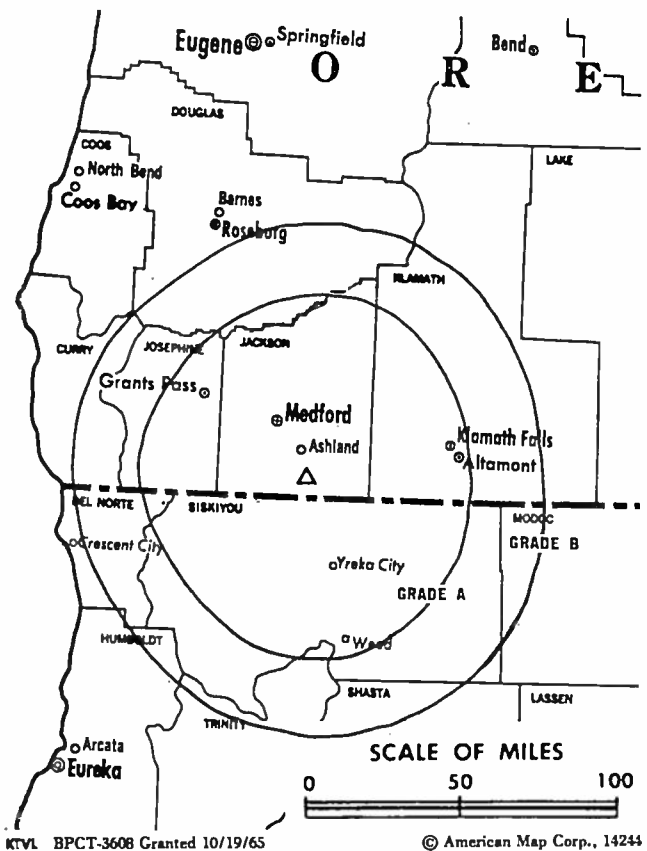 Eugene Springfield
Bend
O R E
DOUGLAS
COOS
LAKE
North Bend
Coos Bay
Barnes
Roseburg
KLAMATH
CURRY
JOSEPHINE
JACKSON
Grants Pass
Medford
Ashland
Klamath Falls
Altamont
DEL NORTE
SISKIYOU
MODOC
GRADE B
Crescent City
Yreka City
GRADE A
HUMBOLDT
Weed
SHASTA
LASSEN
TRINITY
Arcata
Eureka
SCALE OF MILES
0 50 100
KTVL BPCT-3608 Granted 10/19/65
© American Map Corp., 14244